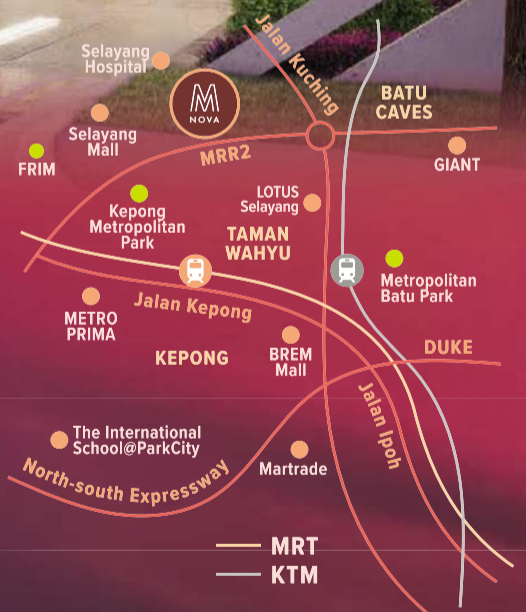 Jalan Kuching
Selayang
Hospital
M
NOVA
BATU
CAVES
Selayang
Mall
FRIM
MRR2
GIANT
LOTUS
Selayang
Kepong
Metropolitan
Park
TAMAN
WAHYU
Metropolitan
Batu Park
METRO
PRIMA
Jalan Kepong
KEPONG
BREM
Mall
DUKE
Jalan Ipoh
The International
School@ParkCity
North-south Expressway
Martrade
MRT
KTM